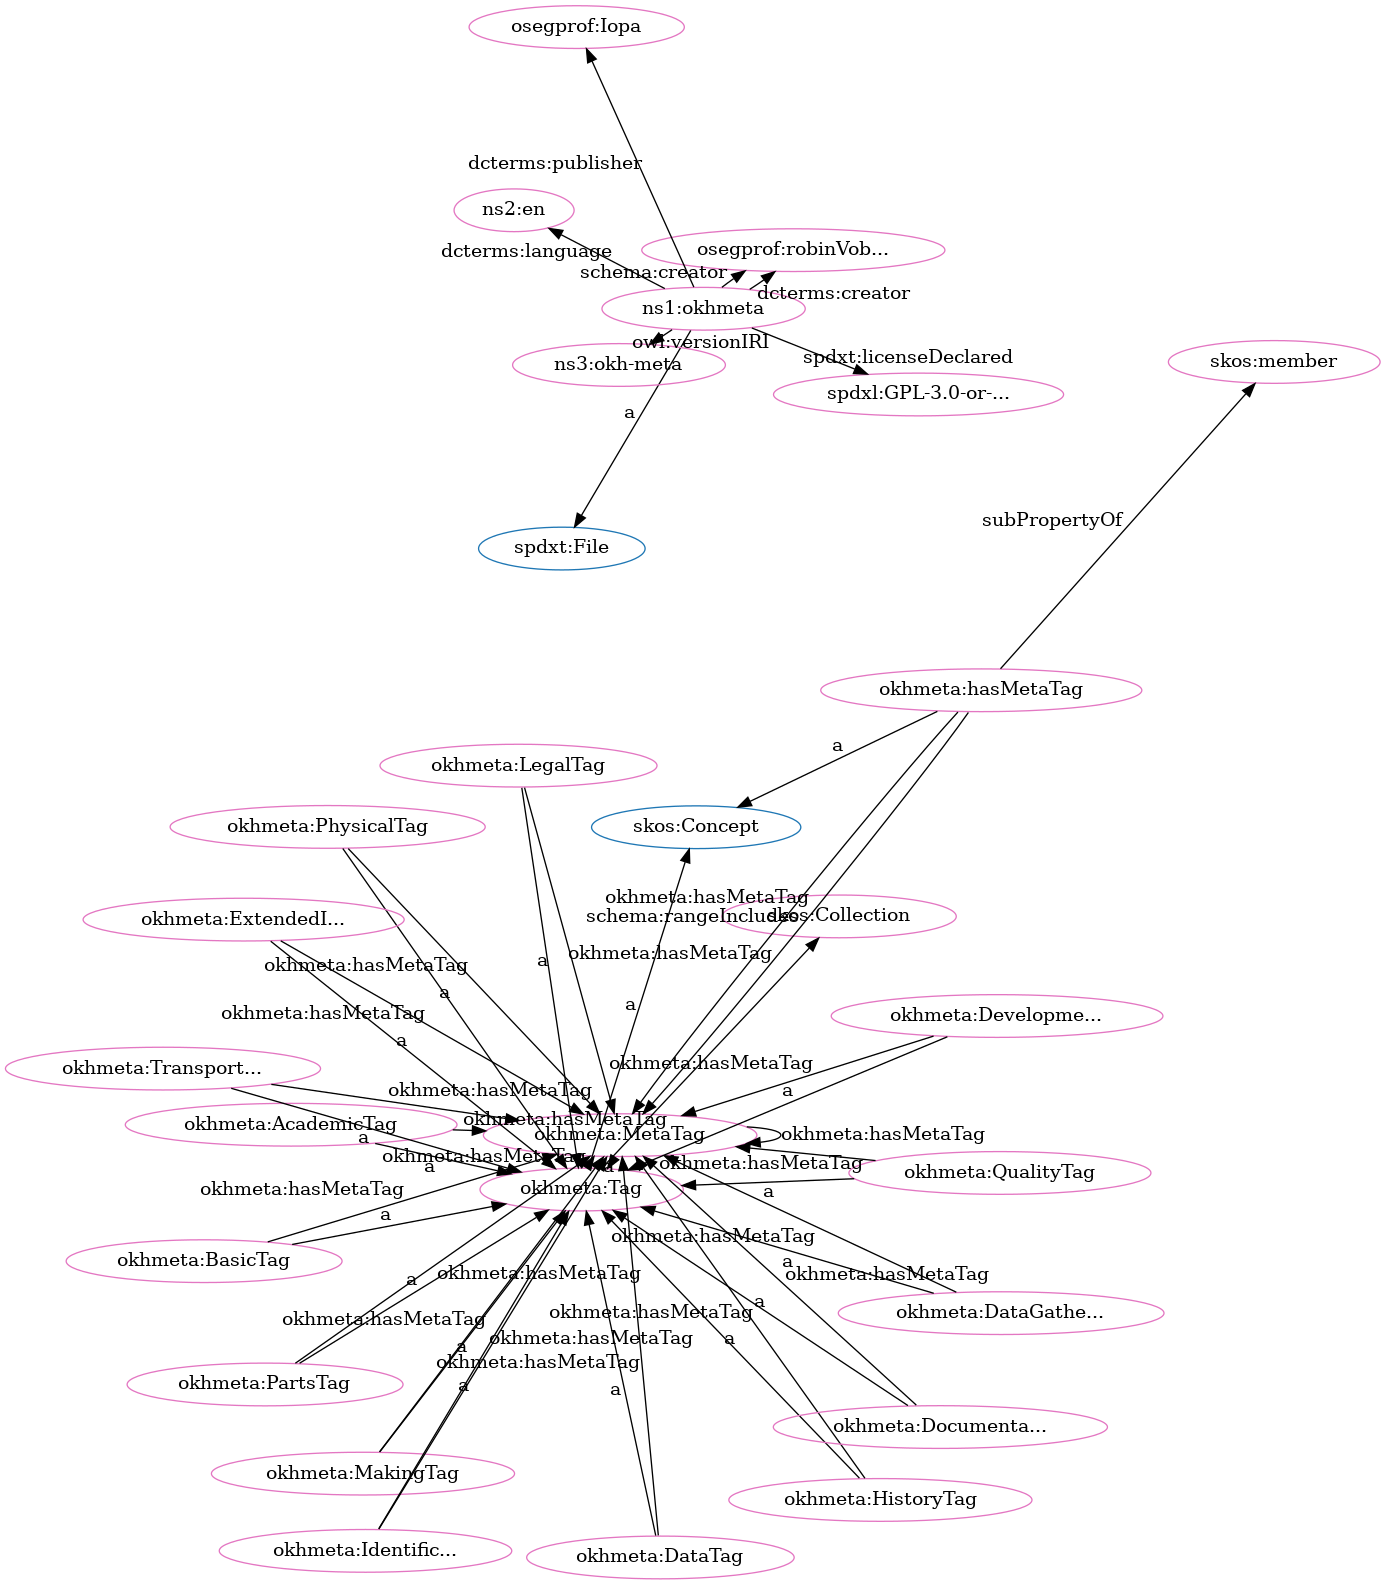 osegprof:Iopa
dcterms:publisher
ns2:en
dcterms:language
osegprof:robinVob...
schema:creator
dcterms:creator
ns1:okhmeta
owl:versionIRI
spdxt:licenseDeclared
ns3:okh-meta
skos:member
spdxl:GPL-3.0-or-...
a
subPropertyOf
spdxt:File
okhmeta:hasMetaTag
a
okhmeta:LegalTag
okhmeta:PhysicalTag
skos:Concept
okhmeta:hasMetaTag
okhmeta:ExtendedI...
schema:rangeIncludes
skos:Collection
okhmeta:hasMetaTag
a
okhmeta:hasMetaTag
a
a
okhmeta:hasMetaTag
okhmeta:Developme...
a
okhmeta:Transport...
okhmeta:hasMetaTag
okhmeta:hasMetaTag
a
okhmeta:AcademicTag
okhmeta:hasMetaTag
a
okhmeta:MetaTag
okhmeta:hasMetaTag
okhmeta:hasMetaTag
a
a
okhmeta:hasMetaTag
okhmeta:QualityTag
okhmeta:hasMetaTag
okhmeta:Tag
a
a
okhmeta:hasMetaTag
okhmeta:BasicTag
a
a
okhmeta:hasMetaTag
okhmeta:hasMetaTag
a
okhmeta:hasMetaTag
okhmeta:hasMetaTag
okhmeta:DataGathe...
a
okhmeta:hasMetaTag
a
okhmeta:hasMetaTag
okhmeta:PartsTag
a
a
okhmeta:Documenta...
okhmeta:MakingTag
okhmeta:HistoryTag
okhmeta:Identific...
okhmeta:DataTag